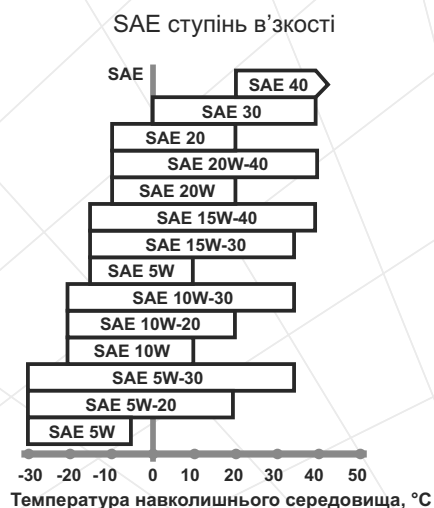 SAE ступінь в’зкості
SAE
SAE 40
SAE 30
SAE 20
SAE 20W-40
SAE 20W
SAE 15W-40
SAE 15W-30
SAE 5W
SAE 10W-30
SAE 10W-20
SAE 10W
SAE 5W-30
SAE 5W-20
SAE 5W
-30 -20 -10 0 10 20 30 40 50
Температура навколишнього середовища, °C